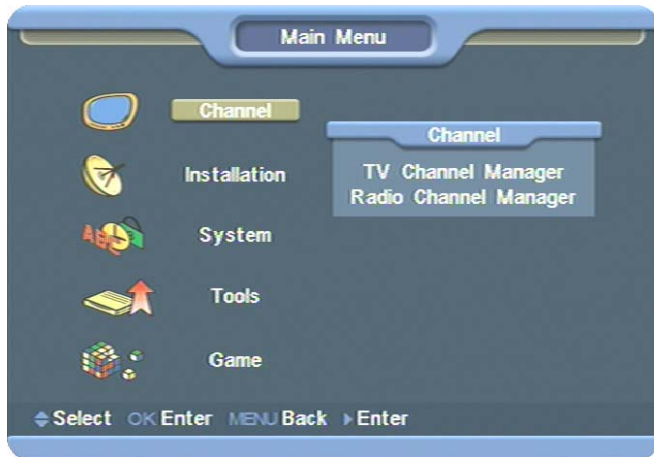 Main Menu
Channel
Installation
System
Tools
Game
Channel
TV Channel Manager
Radio Channel Manager
Select OK Enter MENU Back Enter